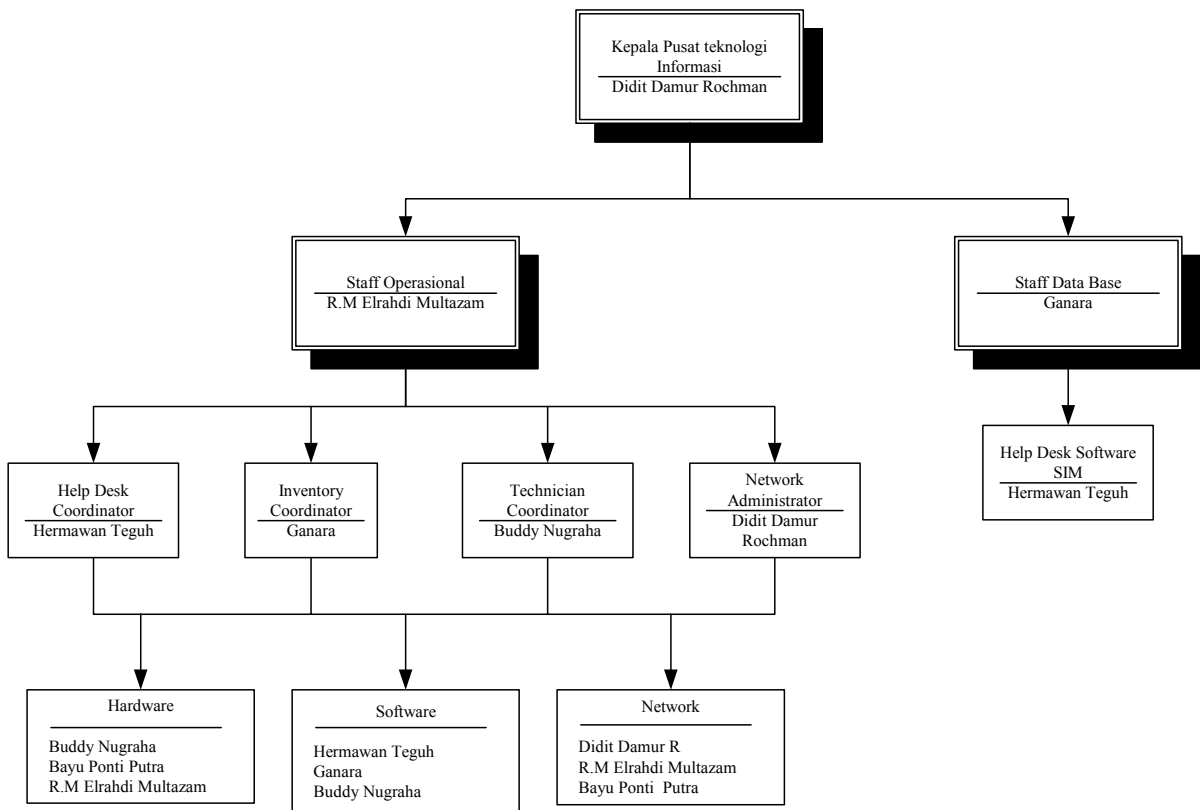 Kepala Pusat teknologi
Informasi
Didit Damur Rochman
Staff Operasional
R.M Elrahdi Multazam
Staff Data Base
Ganara
Help Desk
Coordinator
Hermawan Teguh
Inventory
Coordinator
Ganara
Technician
Coordinator
Buddy Nugraha
Network
Administrator
Didit Damur
Rochman
Help Desk Software
SIM
Hermawan Teguh
Hardware
Buddy Nugraha
Bayu Ponti Putra
R.M Elrahdi Multazam
Software
Hermawan Teguh
Ganara
Buddy Nugraha
Network
Didit Damur R
R.M Elrahdi Multazam
Bayu Ponti Putra